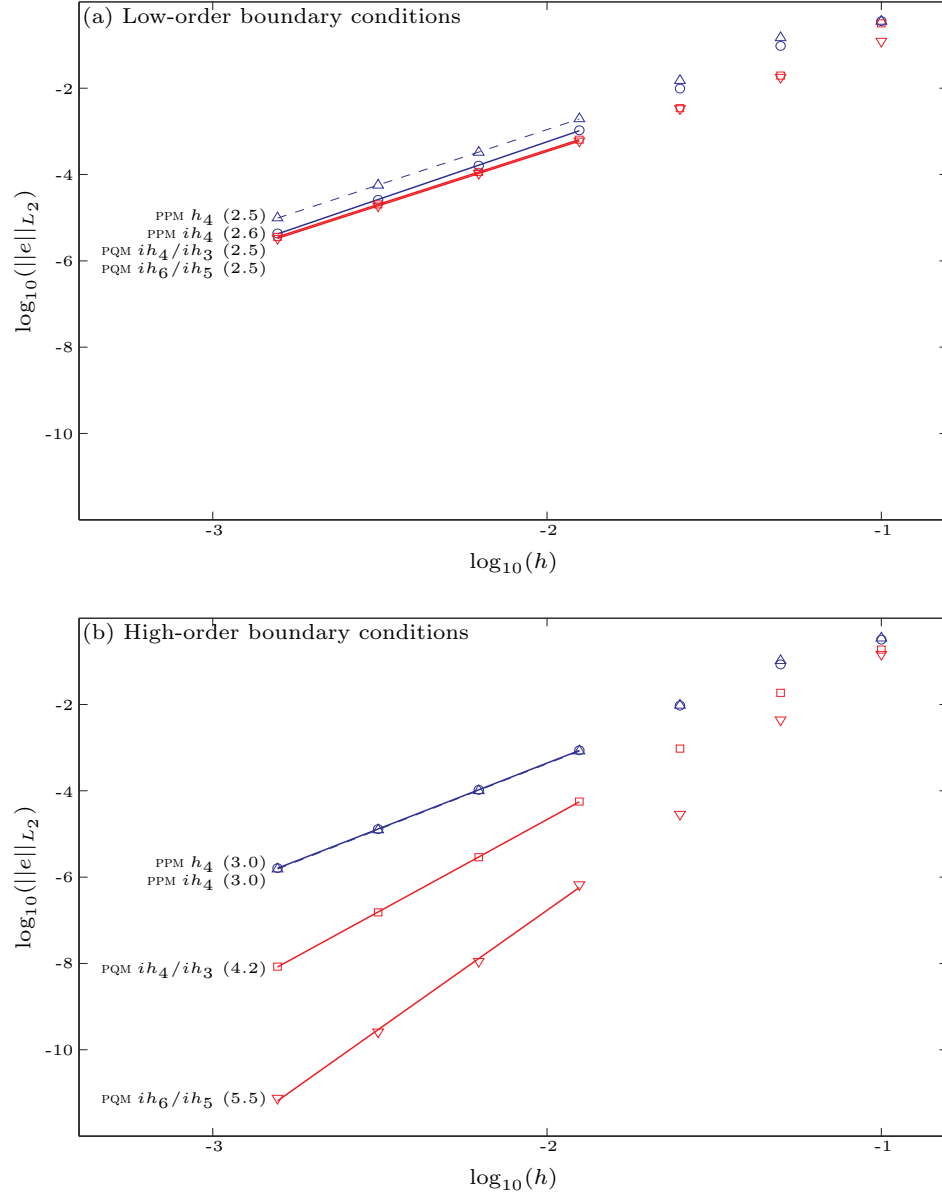 (a) Low-order boundary conditions
-2
-4
-6
-8
-10
log₁₀(||e||_{L₂})
PPM h₄ (2.5)
PPM ih₄ (2.6)
PQM ih₄/ih₃ (2.5)
PQM ih₆/ih₅ (2.5)
-3 -2 -1
log₁₀(h)
(b) High-order boundary conditions
-2
-4
-6
-8
-10
log₁₀(||e||_{L₂})
PPM h₄ (3.0)
PPM ih₄ (3.0)
PQM ih₄/ih₃ (4.2)
PQM ih₆/ih₅ (5.5)
-3 -2 -1
log₁₀(h)